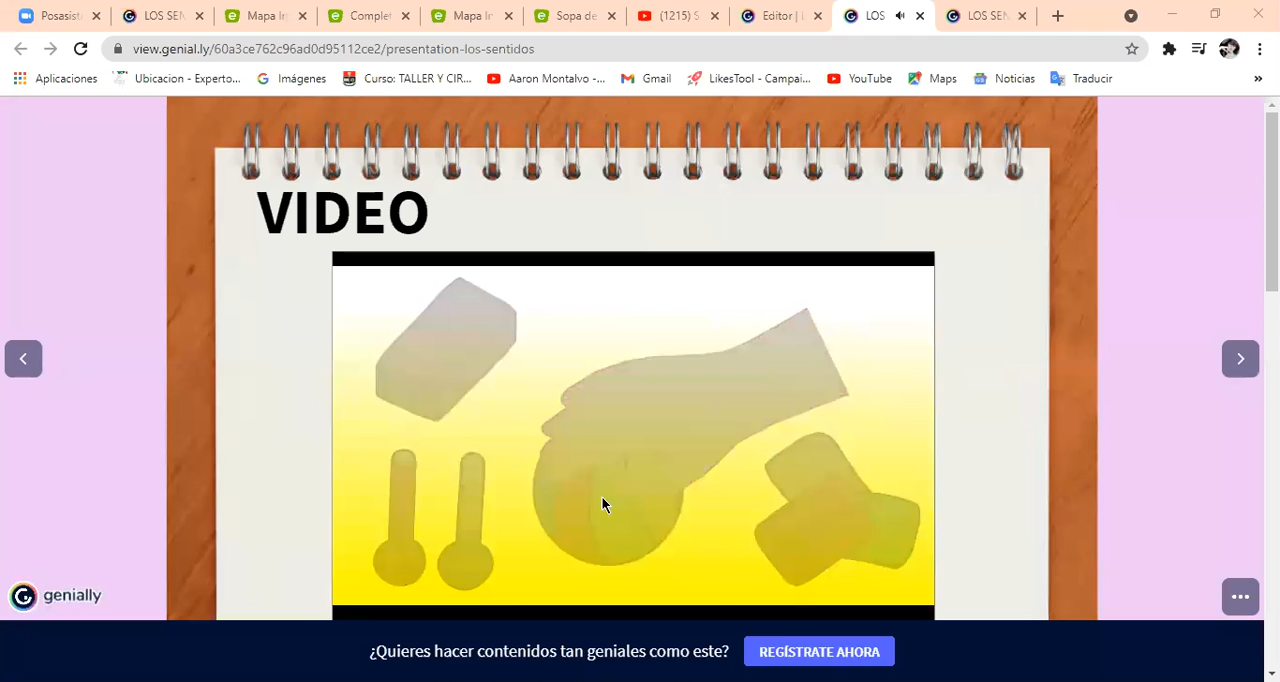 Posasist
LOS SEN
Mapa In
Complet
Mapa In
Sopa de
(1215) S
Editor | L
LOS
LOS SEN
view.genial.ly/60a3ce762c96ad0d95112ce2/presentation-los-sentidos
Aplicaciones
Ubicacion - Experto...
Imágenes
Curso: TALLER Y CIR...
Aaron Montalvo -...
Gmail
LikesTool - Campai...
YouTube
Maps
Noticias
Traducir
»
VIDEO
genially
¿Quieres hacer contenidos tan geniales como este?
REGÍSTRATE AHORA